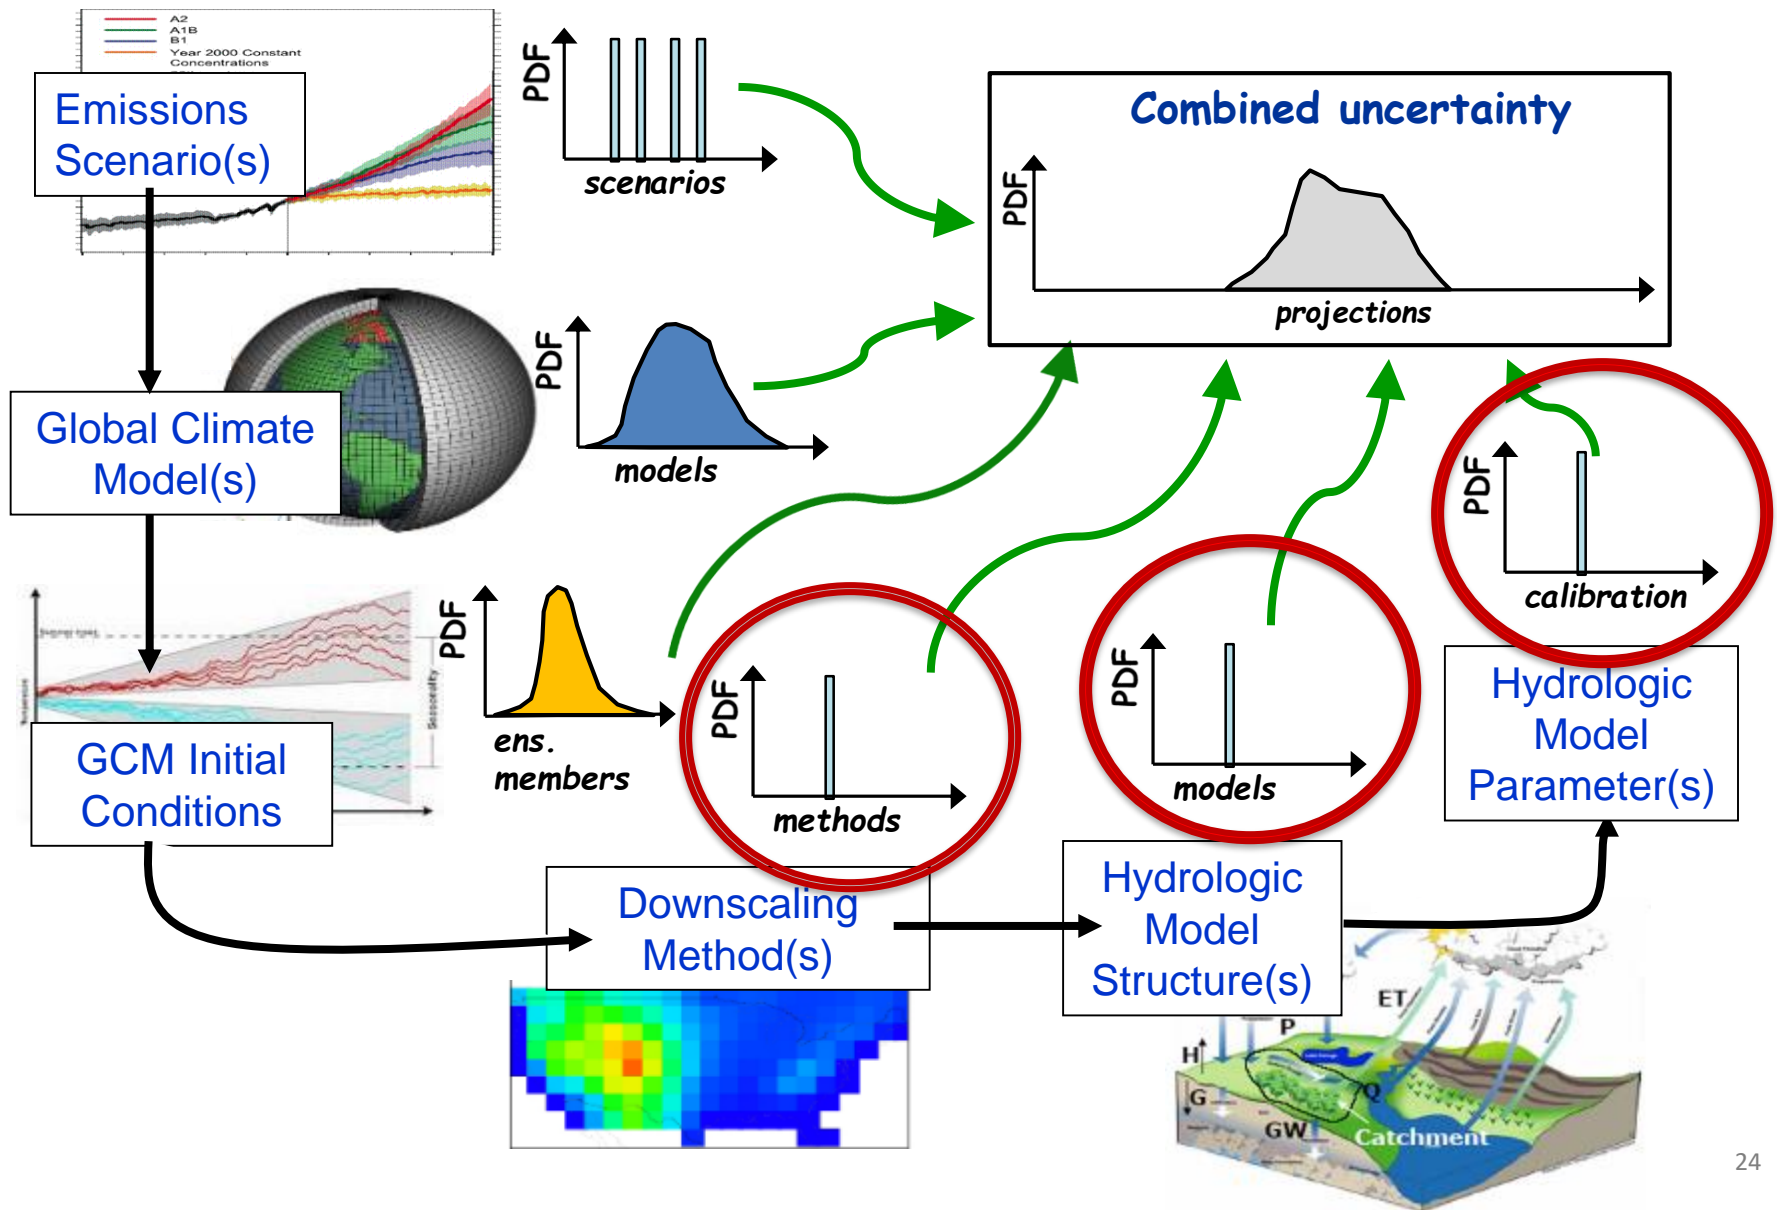 A2
A1B
B1
Year 2000 Constant
Concentrations
Emissions
Scenario(s)
PDF
scenarios
Combined uncertainty
PDF
projections
Global Climate
Model(s)
PDF
models
PDF
calibration
GCM Initial
Conditions
PDF
ens.
members
PDF
methods
PDF
models
Hydrologic
Model
Parameter(s)
Downscaling
Method(s)
Hydrologic
Model
Structure(s)
ET
P
H
G
Q
GW
Catchment
24